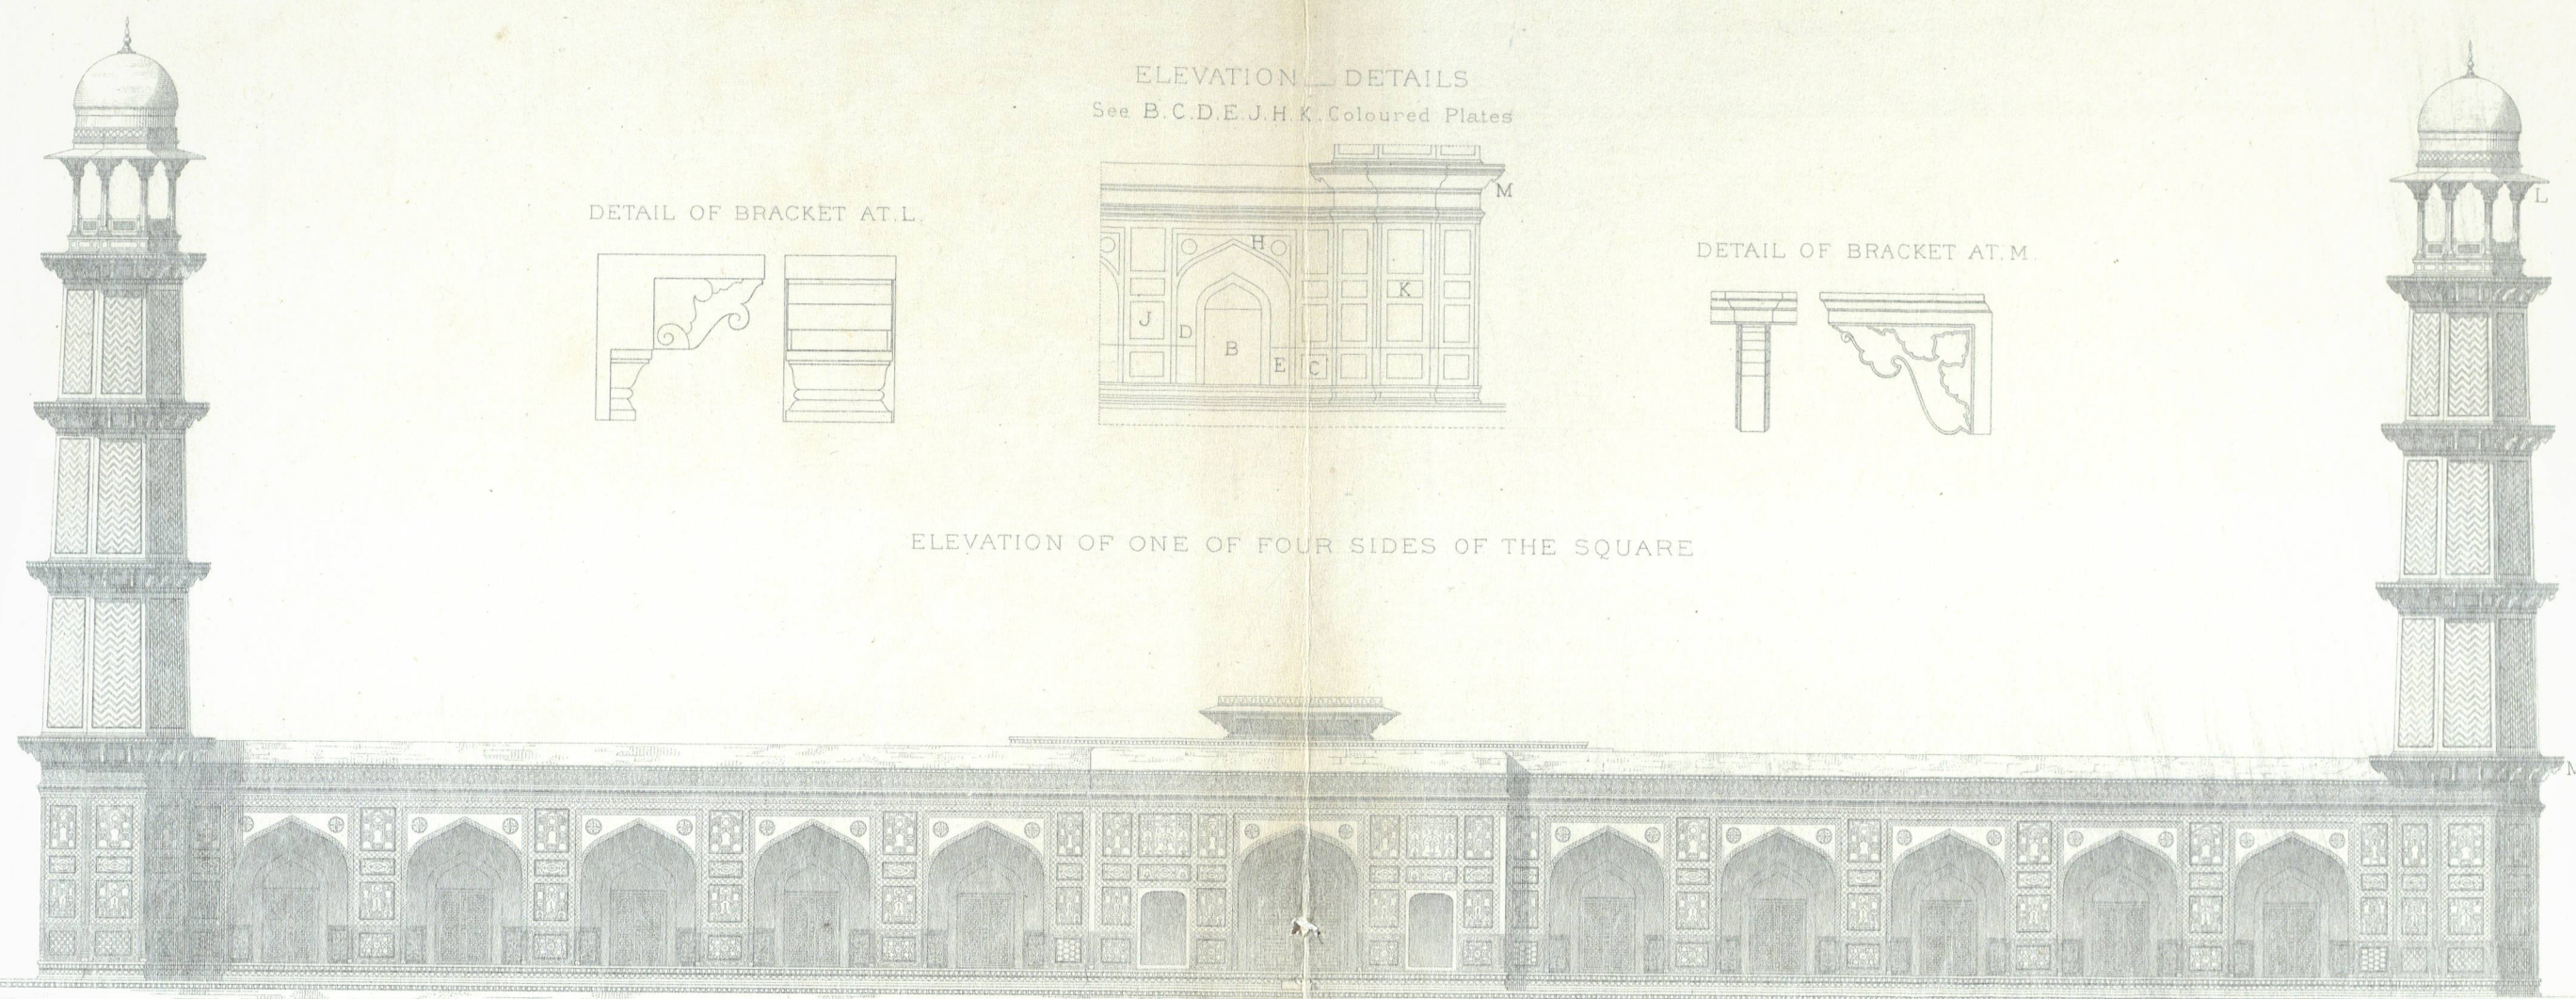 ELEVATION _ DETAILS
See B.C.D.E.J.H.K. Coloured Plates
M
L
DETAIL OF BRACKET AT.L.
H
DETAIL OF BRACKET AT.M.
K
J
D
B
E
C
ELEVATION OF ONE OF FOUR SIDES OF THE SQUARE
M